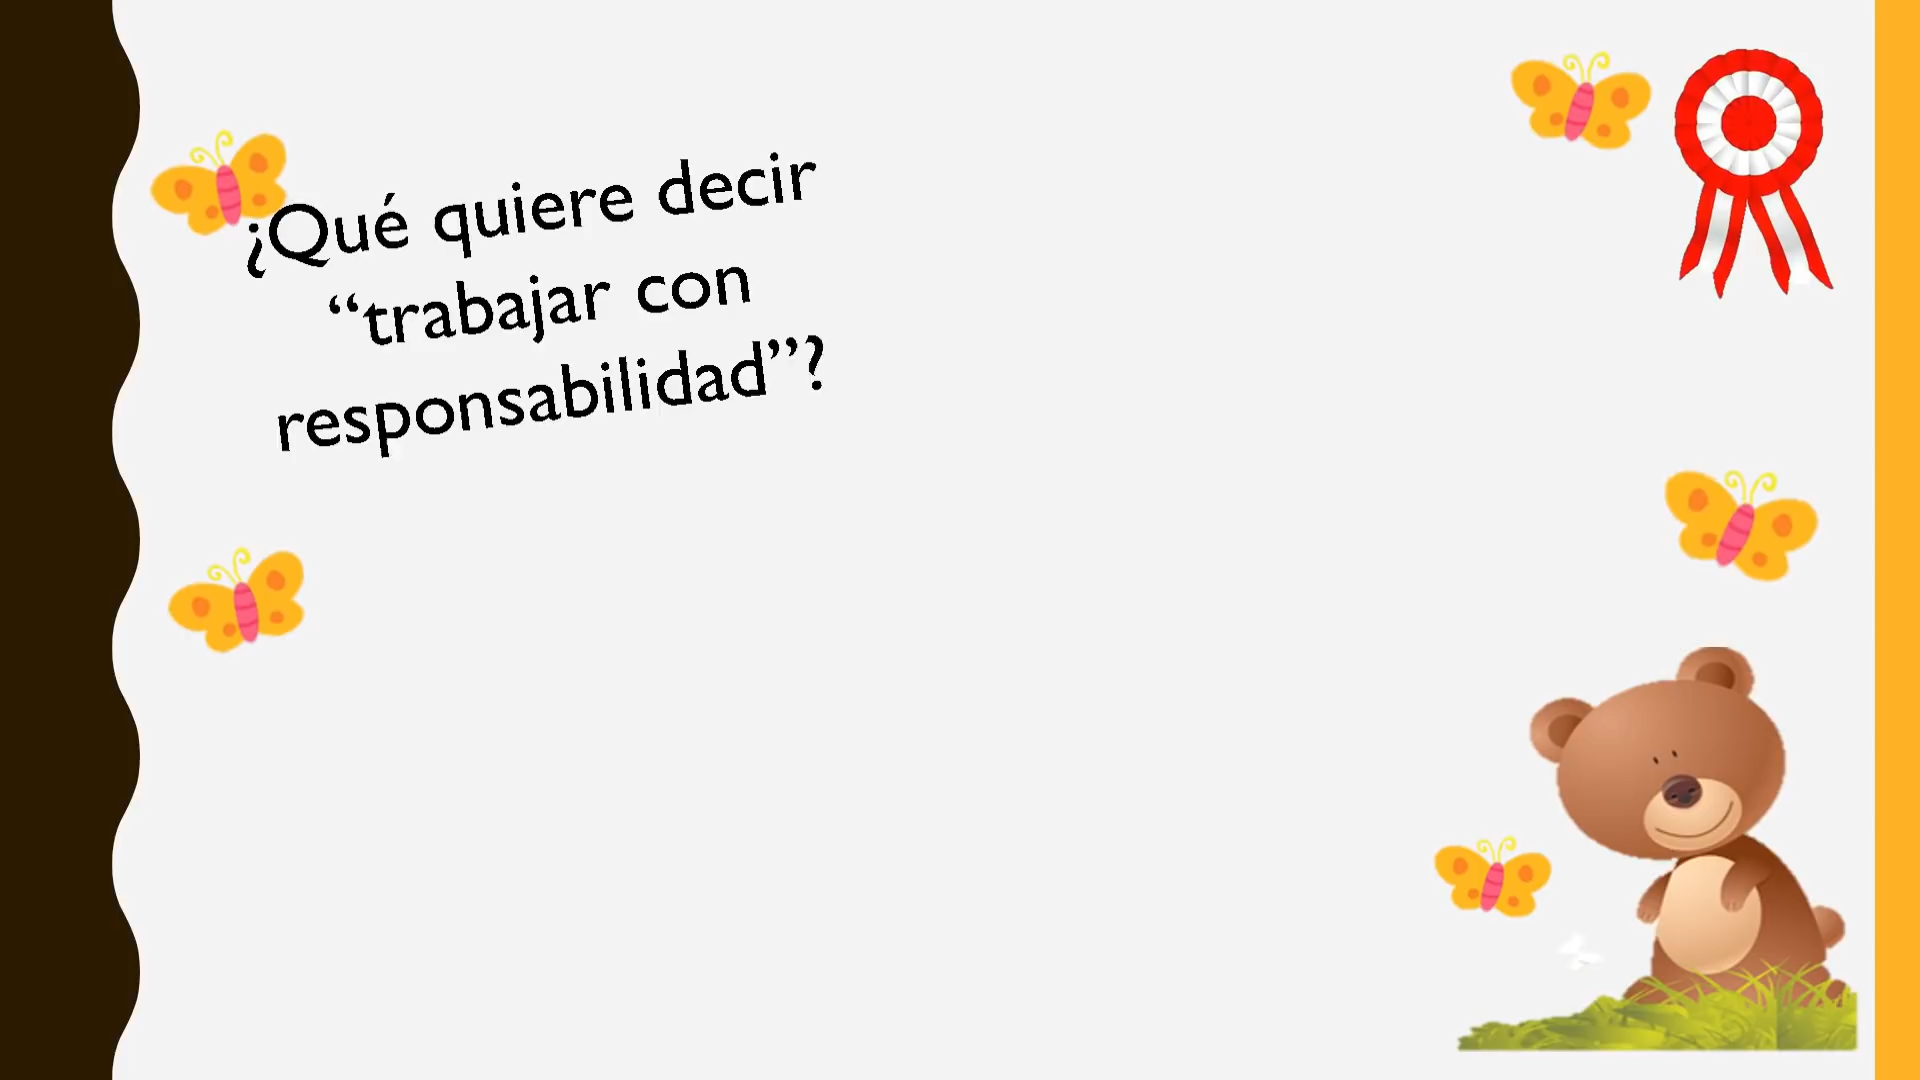 ¿Qué quiere decir
“trabajar con
responsabilidad”?